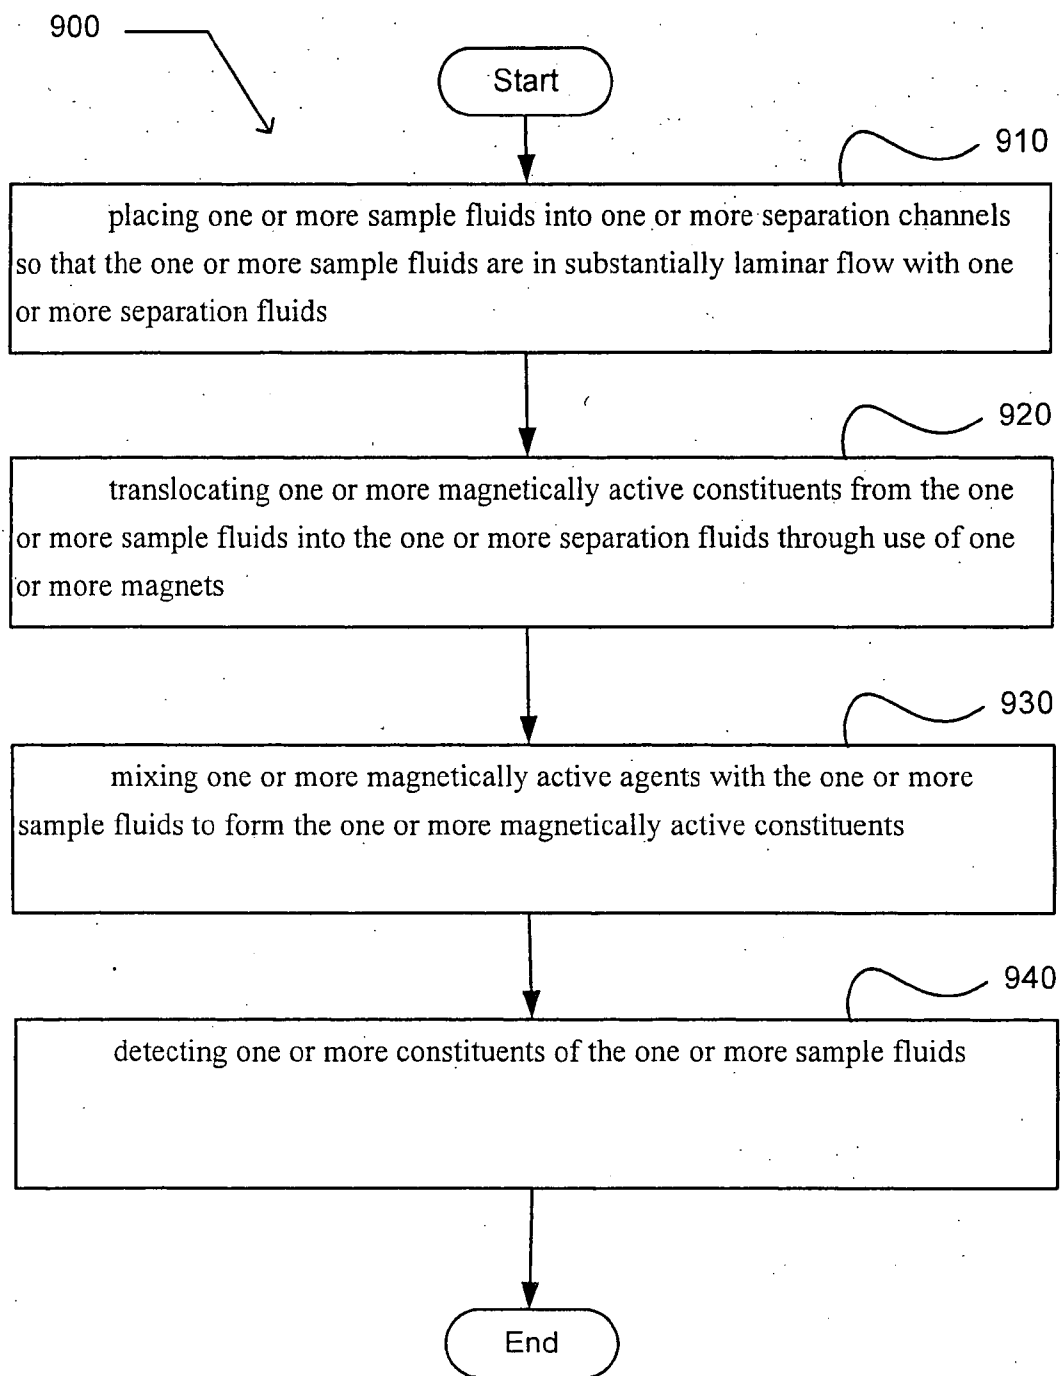 900
Start
910
placing one or more sample fluids into one or more separation channels
so that the one or more sample fluids are in substantially laminar flow with one
or more separation fluids
920
translocating one or more magnetically active constituents from the one
or more sample fluids into the one or more separation fluids through use of one
or more magnets
930
mixing one or more magnetically active agents with the one or more
sample fluids to form the one or more magnetically active constituents
940
detecting one or more constituents of the one or more sample fluids
End